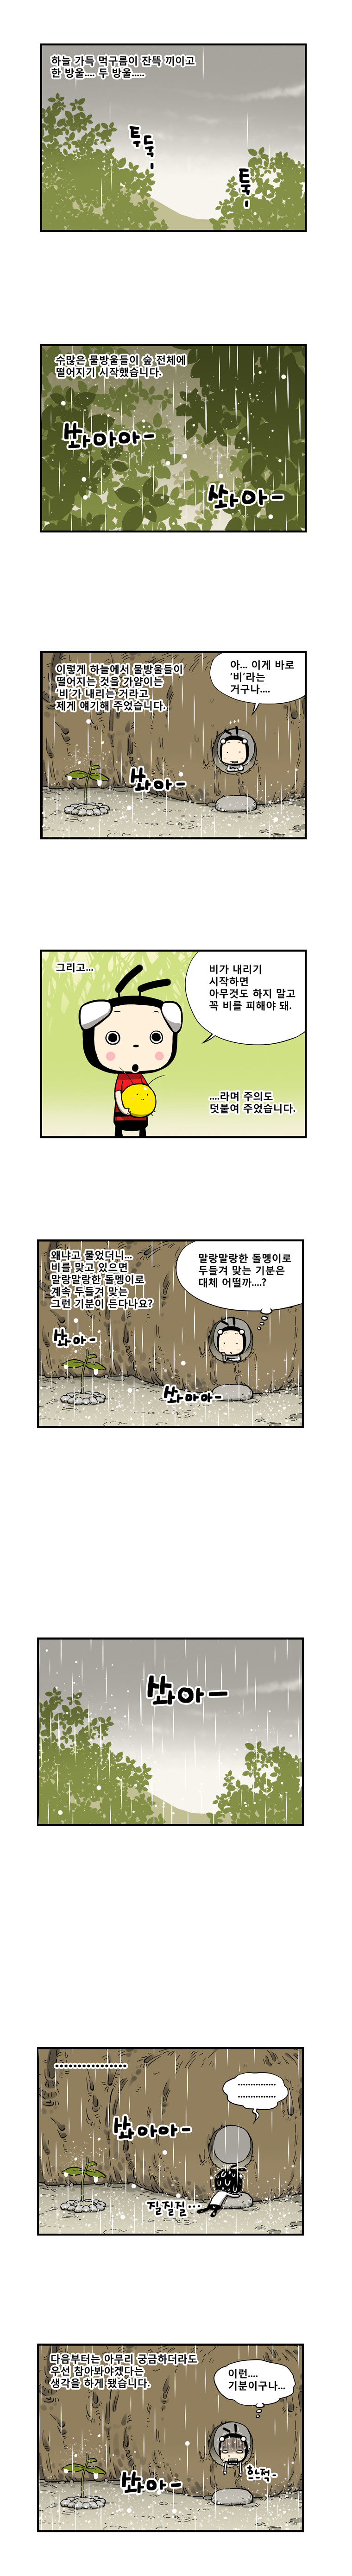 하늘 가득 먹구름이 잔뜩 끼이고
한 방울.... 두 방울.....
투둑-
툭-
수많은 물방울들이 숲 전체에
떨어지기 시작했습니다.
쏴아아-
쏴아-
이렇게 하늘에서 물방울들이
떨어지는 것을 갸얌이는
'비'가 내리는 거라고
제게 얘기해 주었습니다.
아... 이게 바로
'비'라는
거구나....
쏴아-
그리고...
비가 내리기
시작하면
아무것도 하지 말고
꼭 비를 피해야 돼.
....라며 주의도
덧붙여 주었습니다.
왜냐고 물었더니...
비를 맞고 있으면
말랑말랑한 돌멩이로
계속 두들겨 맞는
그런 기분이 든다나요?
말랑말랑한 돌멩이로
두들겨 맞는 기분은
대체 어떨까....?
쏴아-
쏴아아-
쏴아-
················
··············
··············
쏴아아-
질질질...
다음부터는 아무리 궁금하더라도
우선 참아봐야겠다는
생각을 하게 됐습니다.
이런....
기분이구나...
쏴아-